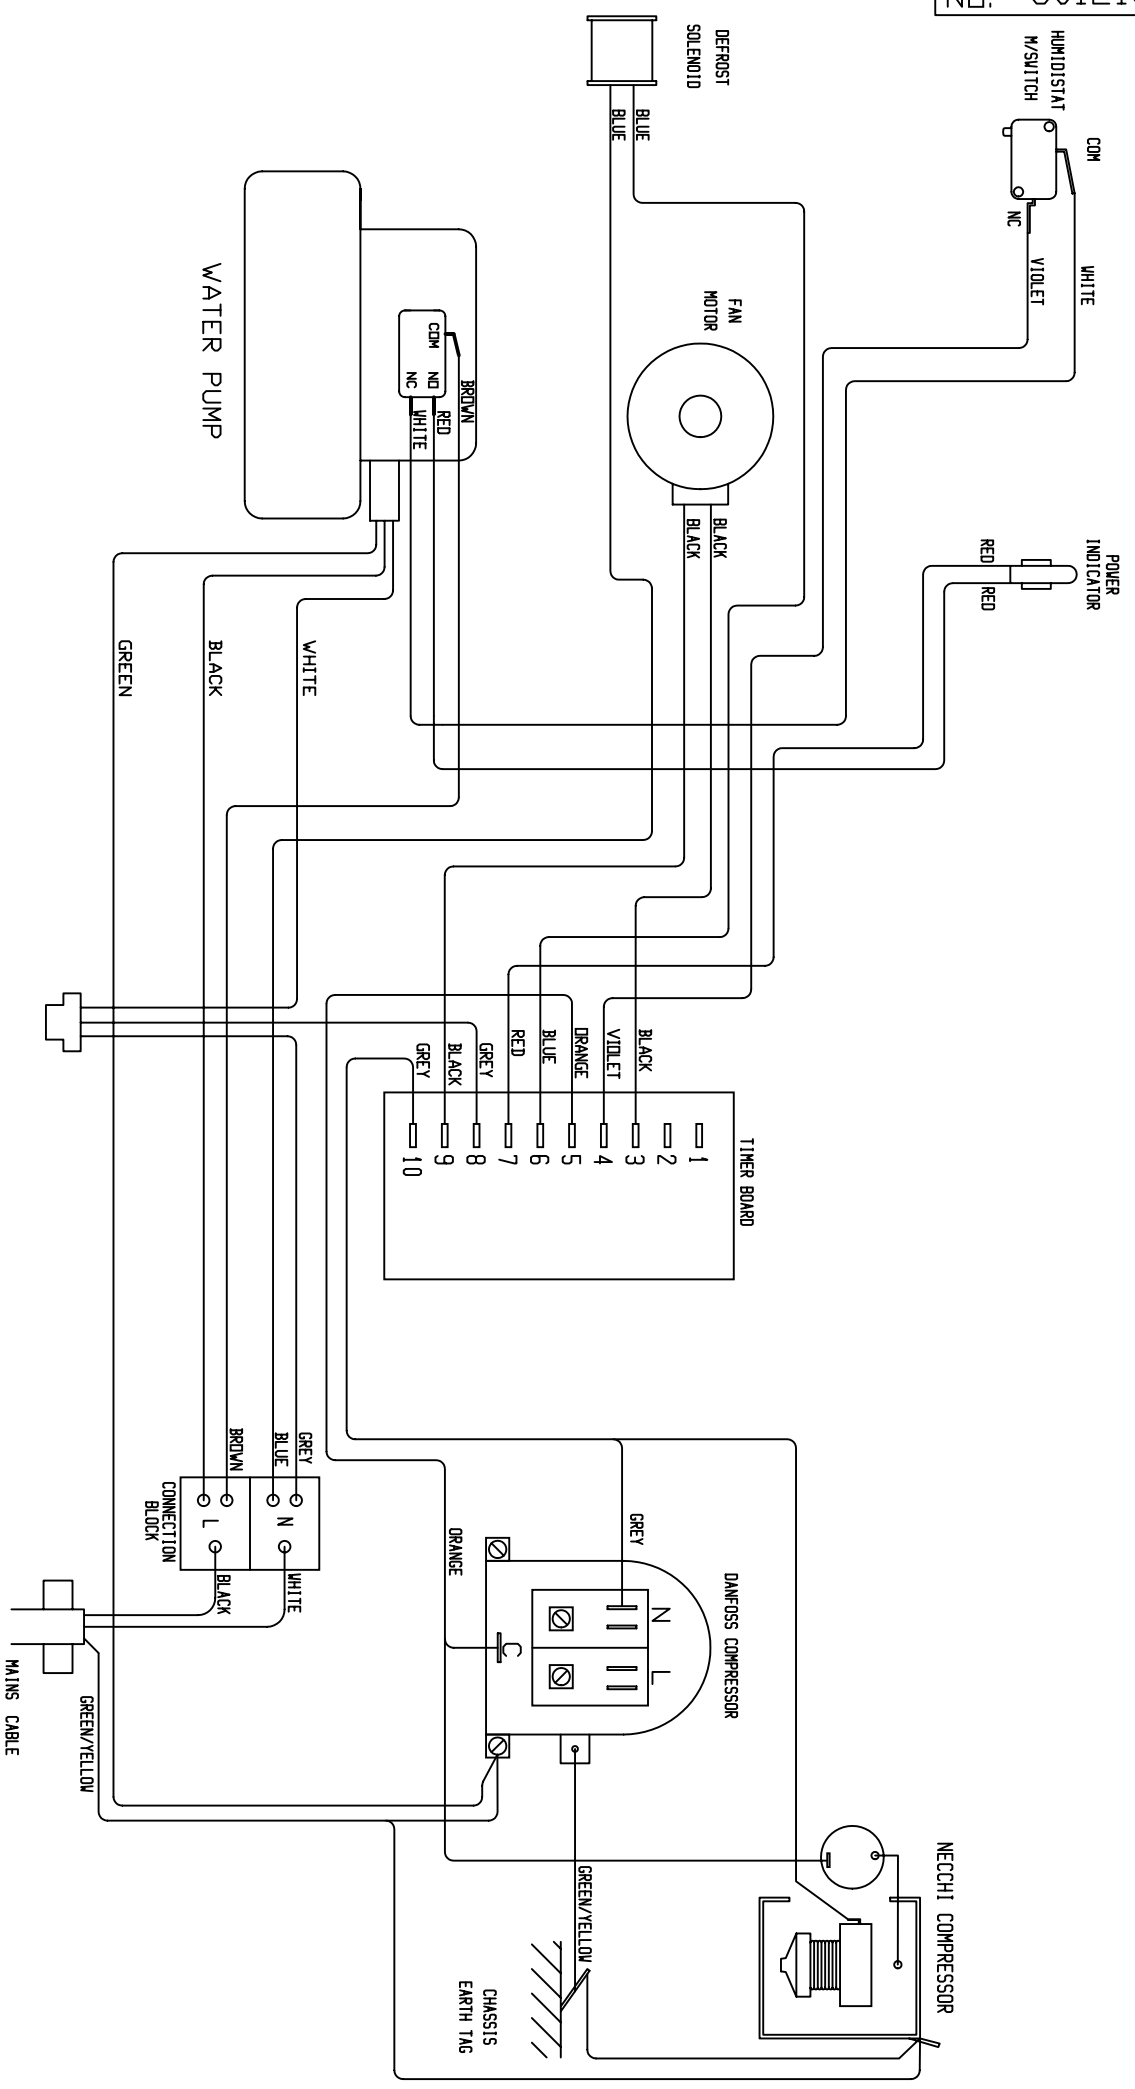 NO.
DEFROST
SOLENOID
BLUE
BLUE
HUMIDISTAT
M/SWITCH
COM
NC
WHITE
VIOLET
FAN
MOTOR
BLACK
BLACK
POWER
INDICATOR
RED
RED
WATER PUMP
COM
NO
NC
BROWN
RED
WHITE
WHITE
BLACK
GREEN
TIMER BOARD
BLACK
VIOLET
ORANGE
BLUE
RED
GREY
BLACK
GREY
1
2
3
4
5
6
7
8
9
10
GREY
BLUE
BROWN
N
L
CONNECTION
BLOCK
WHITE
BLACK
MAINS CABLE
GREEN/YELLOW
ORANGE
GREY
DANFOSS COMPRESSOR
N
L
C
GREEN/YELLOW
CHASSIS
EARTH TAG
NECCHI COMPRESSOR